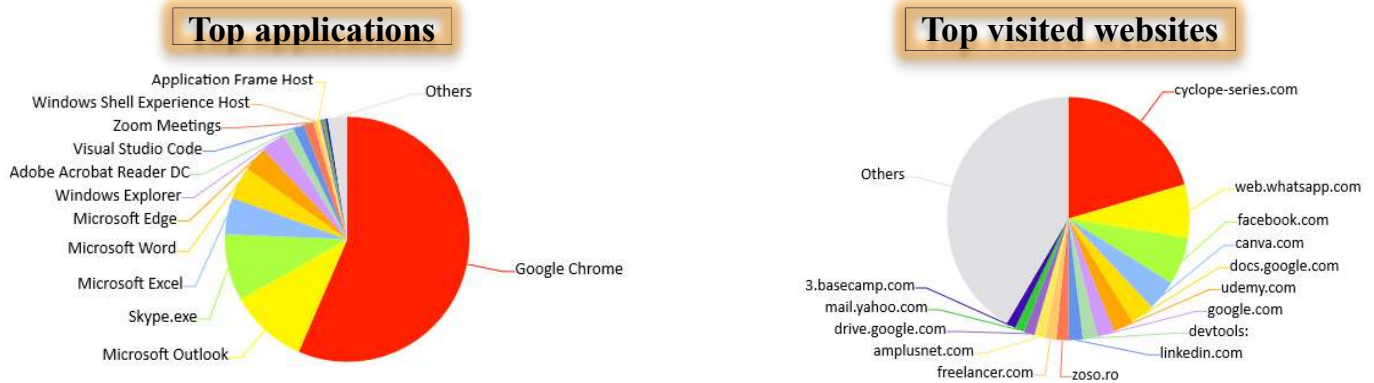 Top applications
Application Frame Host
Others
Windows Shell Experience Host
Zoom Meetings
Visual Studio Code
Adobe Acrobat Reader DC
Windows Explorer
Microsoft Edge
Microsoft Word
Google Chrome
Microsoft Excel
Skype.exe
Microsoft Outlook
Top visited websites
cyclope-series.com
Others
web.whatsapp.com
facebook.com
canva.com
docs.google.com
udemy.com
google.com
devtools:
linkedin.com
3.basecamp.com
mail.yahoo.com
drive.google.com
amplusnet.com
freelancer.com
zoso.ro